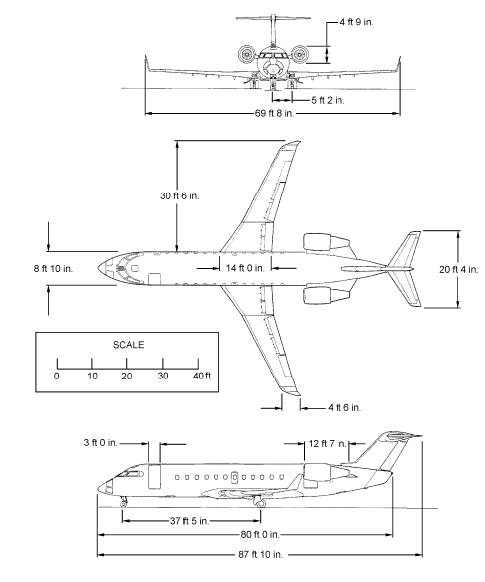 4 ft 9 in.
5 ft 2 in.
69 ft 8 in.
30 ft 6 in.
8 ft 10 in.
14 ft 0 in.
20 ft 4 in.
SCALE
0 10 20 30 40 ft
4 ft 6 in.
3 ft 0 in.
12 ft 7 in.
37 ft 5 in.
80 ft 0 in.
87 ft 10 in.